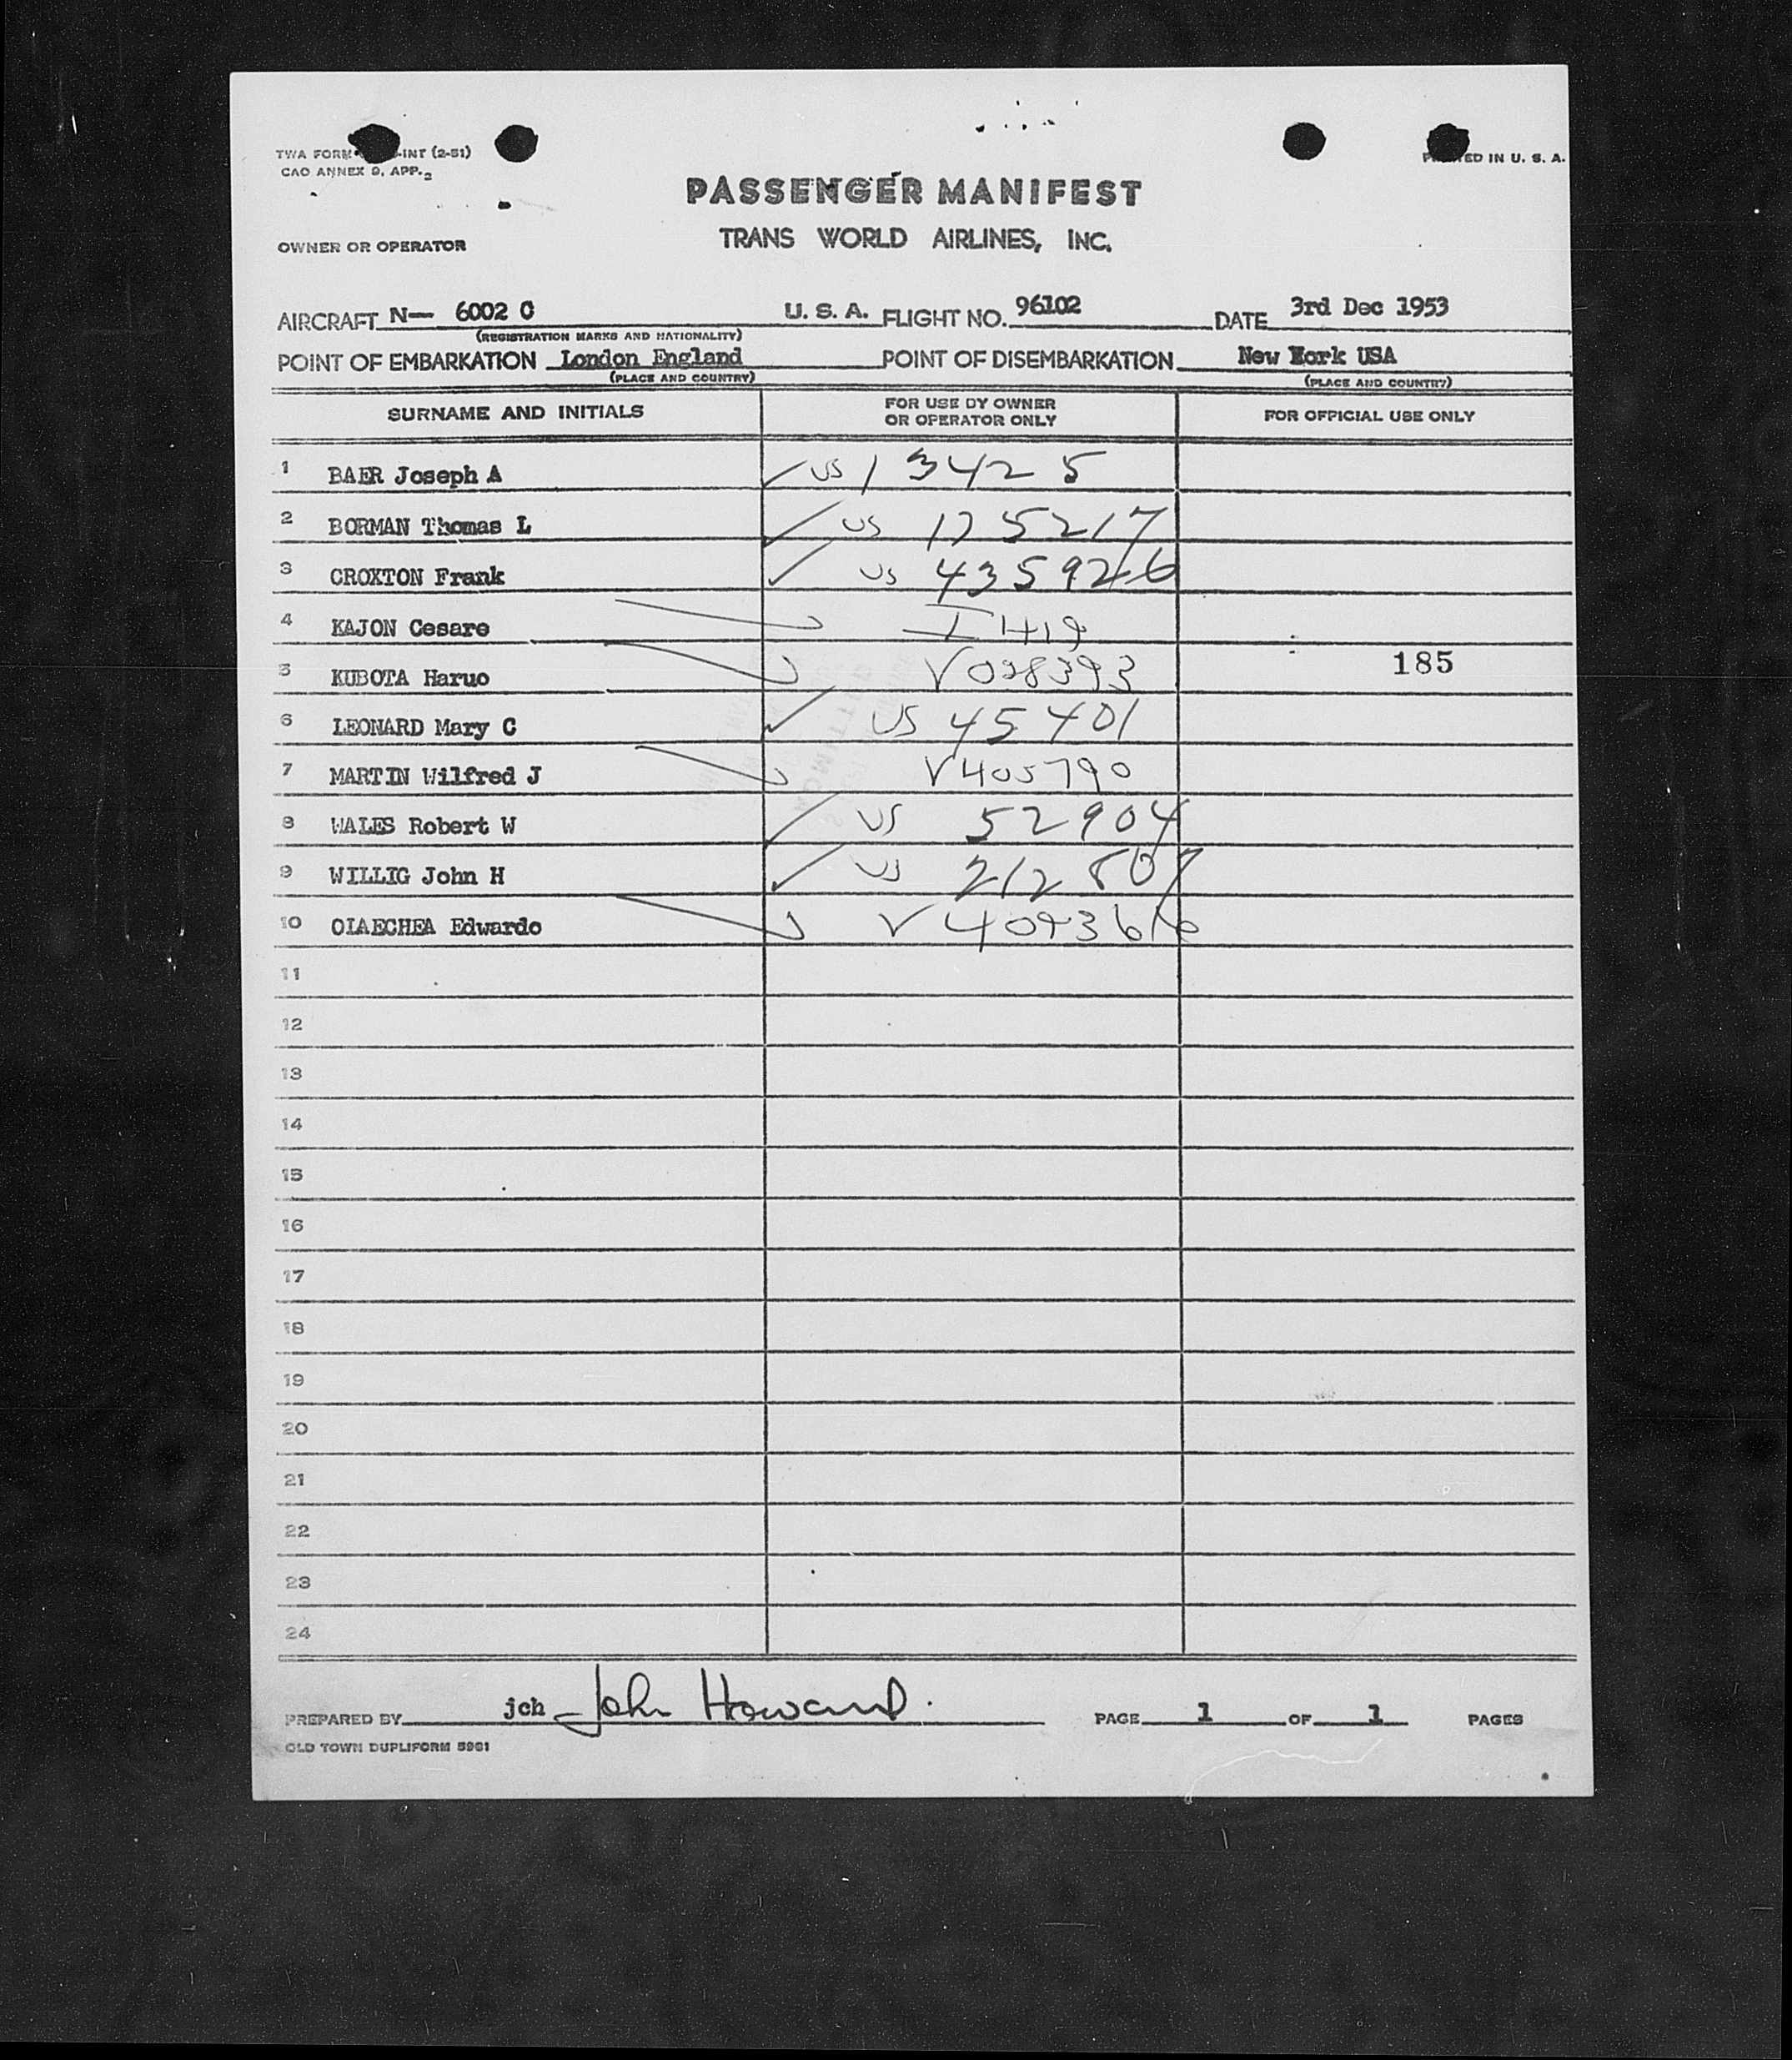 TWA FORM -INT (2-51)
CAO ANNEX 9, APP. 2
PRINTED IN U. S. A.
PASSENGER MANIFEST
OWNER OR OPERATOR
TRANS WORLD AIRLINES, INC.
AIRCRAFT N— 6002 C U. S. A. FLIGHT NO. 96102 DATE 3rd Dec 1953
(REGISTRATION MARKS AND NATIONALITY)
POINT OF EMBARKATION London England POINT OF DISEMBARKATION New York USA
(PLACE AND COUNTRY) (PLACE AND COUNTRY)
SURNAME AND INITIALS FOR USE BY OWNER OR OPERATOR ONLY FOR OFFICIAL USE ONLY
1 BAER Joseph A US 13425
2 BORMAN Thomas L US 175217
3 CROXTON Frank US 435926
4 KAJON Cesare I 419
5 KUBOTA Haruo V 028393 185
6 LEONARD Mary C US 45401
7 MARTIN Wilfred J V405790
8 WALES Robert W US 52904
9 WILLIG John H US 212807
10 OIAECHEA Edwardo V
11
12
13
14
15
16
17
18
19
20
21
22
23
24
PREPARED BY jch John Howard. PAGE 1 OF 1 PAGES
OLD TOWN DUPLIFORM 5961